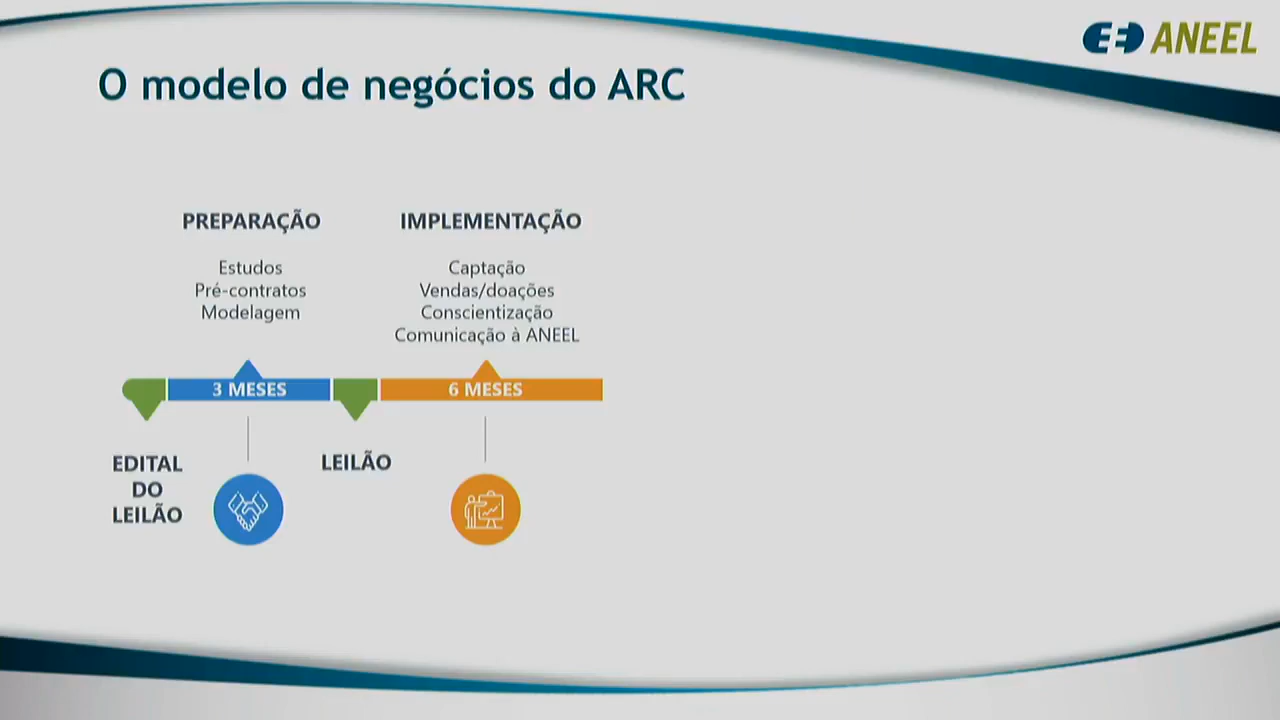 ANEEL
O modelo de negócios do ARC
PREPARAÇÃO
Estudos
Pré-contratos
Modelagem
IMPLEMENTAÇÃO
Captação
Vendas/doações
Conscientização
Comunicação à ANEEL
3 MESES
6 MESES
EDITAL
DO
LEILÃO
LEILÃO